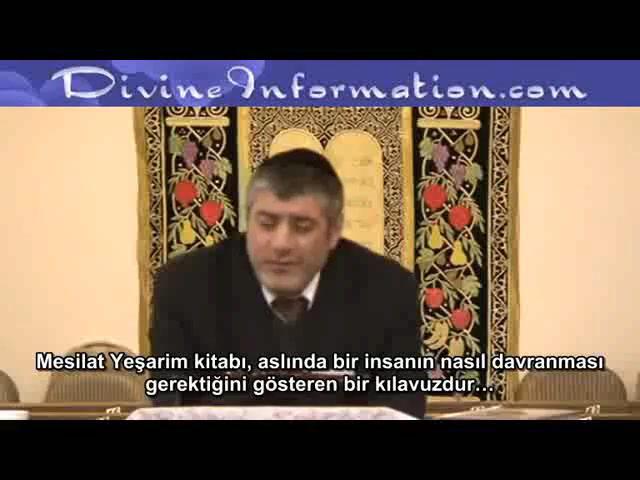 DivineInformation.com
Mesilat Yeşarim kitabı, aslında bir insanın nasıl davranması
gerektiğini gösteren bir kılavuzdur…